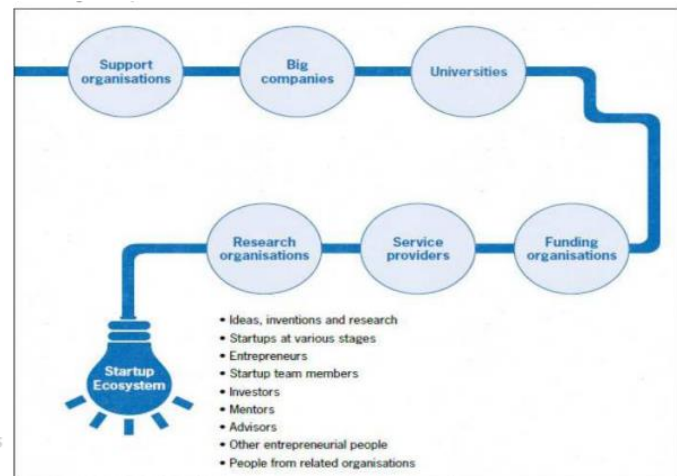 Support
organisations
Big
companies
Universities
Research
organisations
Service
providers
Funding
organisations
Startup
Ecosystem
• Ideas, inventions and research
• Startups at various stages
• Entrepreneurs
• Startup team members
• Investors
• Mentors
• Advisors
• Other entrepreneurial people
• People from related organisations